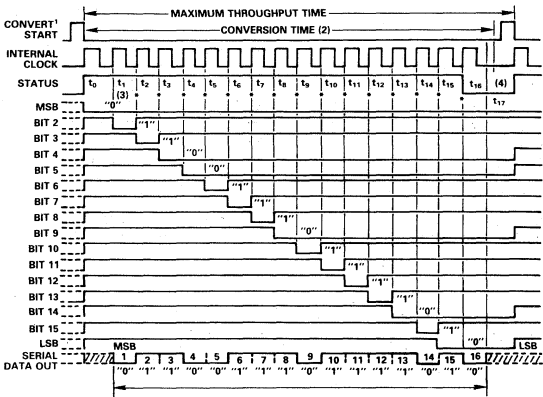 MAXIMUM THROUGHPUT TIME
CONVERT¹ START
CONVERSION TIME (2)
INTERNAL CLOCK
STATUS t0 t1 t2 t3 t4 t5 t6 t7 t8 t9 t10 t11 t12 t13 t14 t15 t16 (4)
(3) t17
MSB "0"
BIT 2 "1"
BIT 3 "1"
BIT 4 "0"
BIT 5 "0"
BIT 6 "1"
BIT 7 "1"
BIT 8 "1"
BIT 9 "0"
BIT 10 "1"
BIT 11 "1"
BIT 12 "1"
BIT 13 "1"
BIT 14 "0"
BIT 15 "1"
LSB "0"
MSB LSB
SERIAL DATA OUT 1 2 3 4 5 6 7 8 9 10 11 12 13 14 15 16
"0" "1" "1" "0" "0" "1" "1" "1" "0" "1" "1" "1" "1" "0" "1" "0"